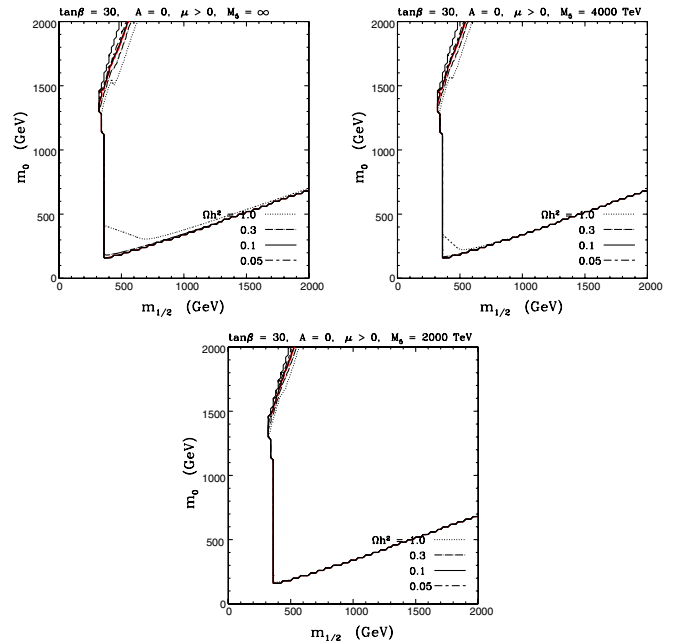 tanβ = 30, A = 0, μ > 0, M₅ = ∞
2000
1500
1000
500
0
m₀ (GeV)
Ωh² = 1.0
0.3
0.1
0.05
0 500 1000 1500 2000
m₁/₂ (GeV)
tanβ = 30, A = 0, μ > 0, M₅ = 4000 TeV
2000
1500
1000
500
0
m₀ (GeV)
Ωh² = 1.0
0.3
0.1
0.05
0 500 1000 1500 2000
m₁/₂ (GeV)
tanβ = 30, A = 0, μ > 0, M₅ = 2000 TeV
2000
1500
1000
500
0
m₀ (GeV)
Ωh² = 1.0
0.3
0.1
0.05
0 500 1000 1500 2000
m₁/₂ (GeV)